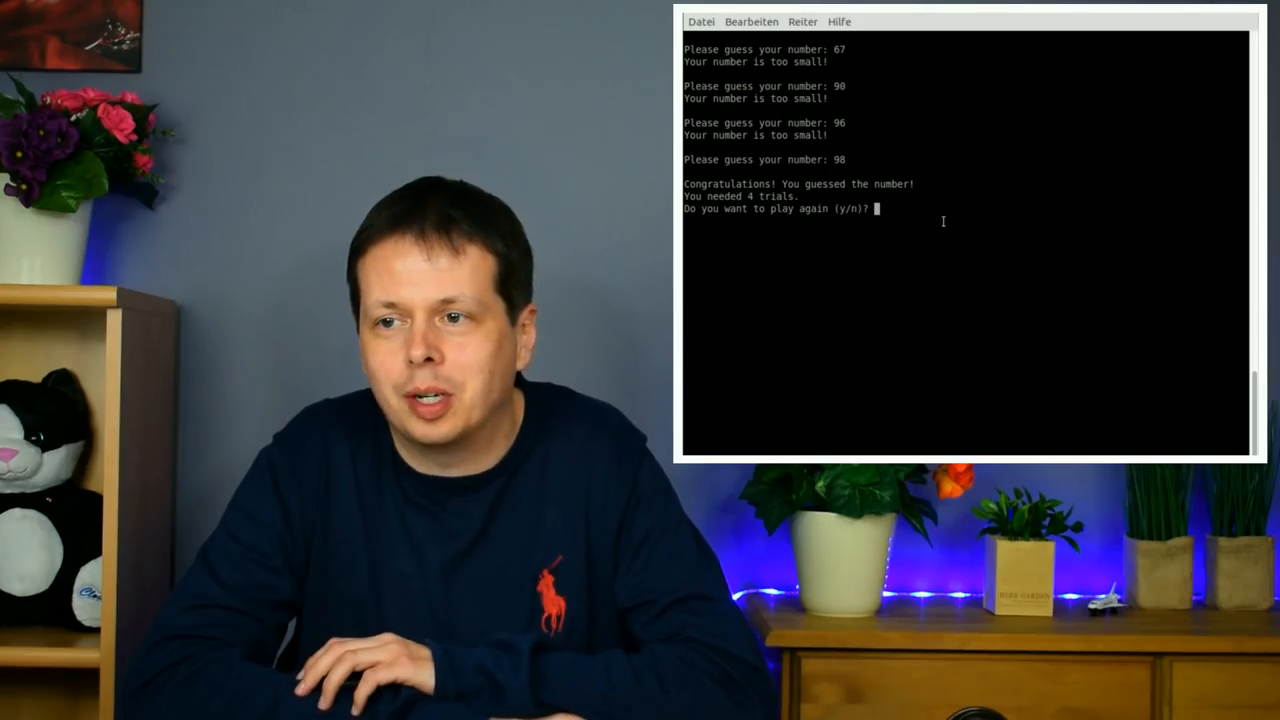 Datei Bearbeiten Reiter Hilfe
Please guess your number: 67
Your number is too small!
Please guess your number: 90
Your number is too small!
Please guess your number: 96
Your number is too small!
Please guess your number: 98
Congratulations! You guessed the number!
You needed 4 trials.
Do you want to play again (y/n)?
HERB GARDEN